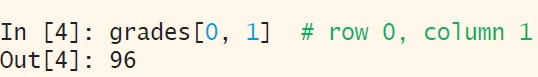 In [4]: grades[0, 1]  # row 0, column 1
Out[4]: 96